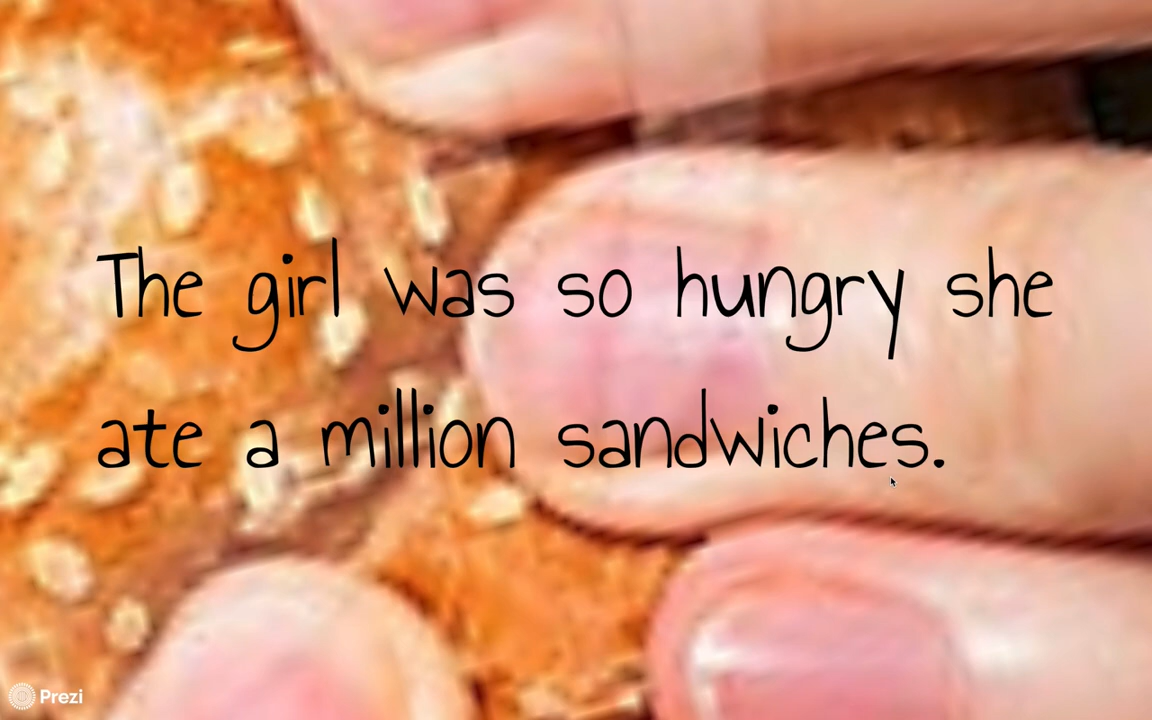 The girl was so hungry she
ate a million sandwiches.
Prezi